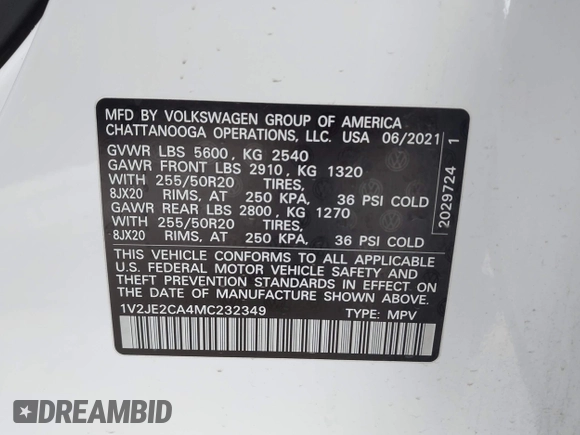 MFD BY VOLKSWAGEN GROUP OF AMERICA
CHATTANOOGA OPERATIONS, LLC. USA 06/2021
GVWR LBS 5600 , KG 2540
GAWR FRONT LBS 2910 , KG 1320
WITH 255/50R20 TIRES,
8JX20 RIMS, AT 250 KPA, 36 PSI COLD
GAWR REAR LBS 2800 , KG 1270
WITH 255/50R20 TIRES,
8JX20 RIMS, AT 250 KPA, 36 PSI COLD
THIS VEHICLE CONFORMS TO ALL APPLICABLE
U.S. FEDERAL MOTOR VEHICLE SAFETY AND
THEFT PREVENTION STANDARDS IN EFFECT ON
THE DATE OF MANUFACTURE SHOWN ABOVE.
1V2JE2CA4MC232349 TYPE: MPV
2029724 1
DREAMBID